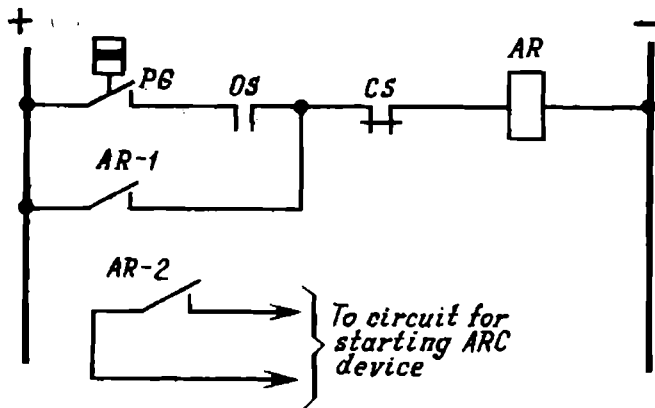 +
−
AR
PG
OS
CS
AR-1
AR-2
To circuit for
starting ARC
device